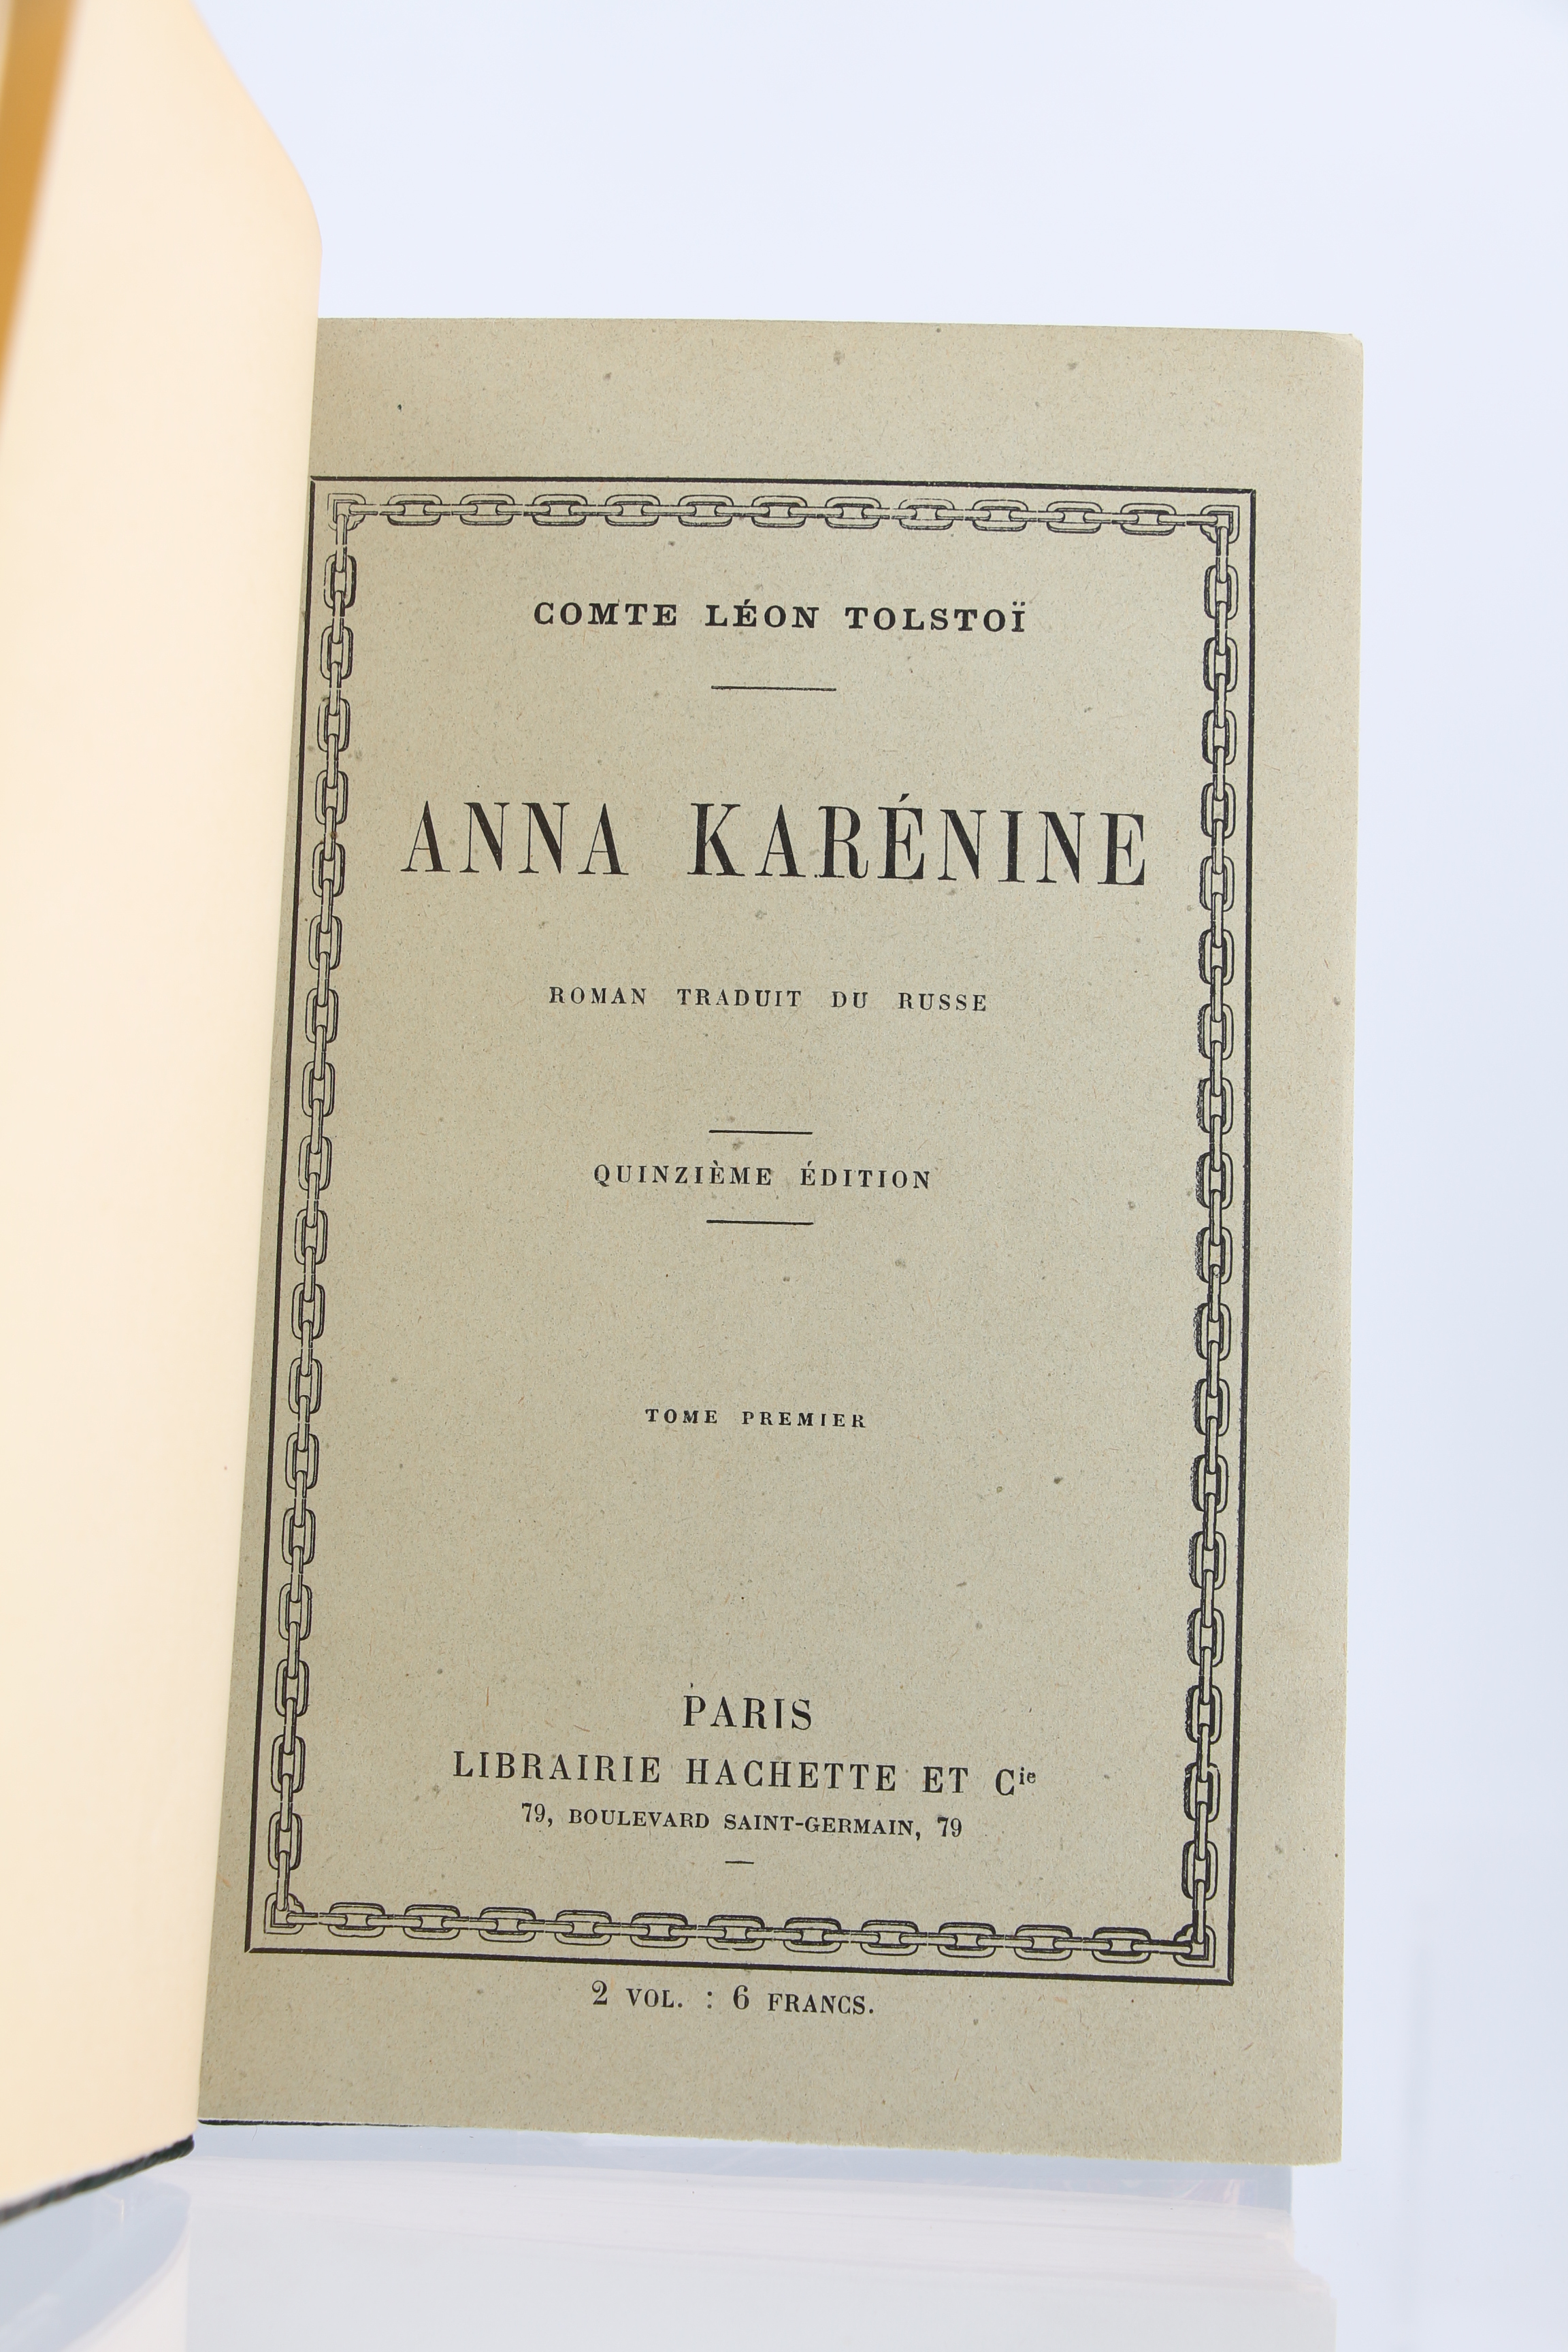 COMTE LÉON TOLSTOÏ
ANNA KARÉNINE
ROMAN TRADUIT DU RUSSE
QUINZIÈME ÉDITION
TOME PREMIER
PARIS
LIBRAIRIE HACHETTE ET Cie
79, BOULEVARD SAINT-GERMAIN, 79
2 VOL. : 6 FRANCS.